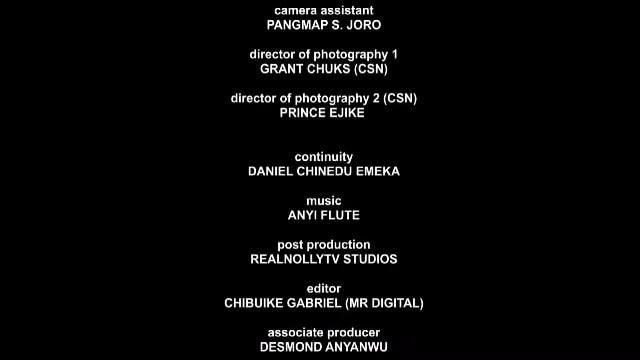 camera assistant
PANGMAP S. JORO
director of photography 1
GRANT CHUKS (CSN)
director of photography 2 (CSN)
PRINCE EJIKE
continuity
DANIEL CHINEDU EMEKA
music
ANYI FLUTE
post production
REALNOLLYTV STUDIOS
editor
CHIBUIKE GABRIEL (MR DIGITAL)
associate producer
DESMOND ANYANWU